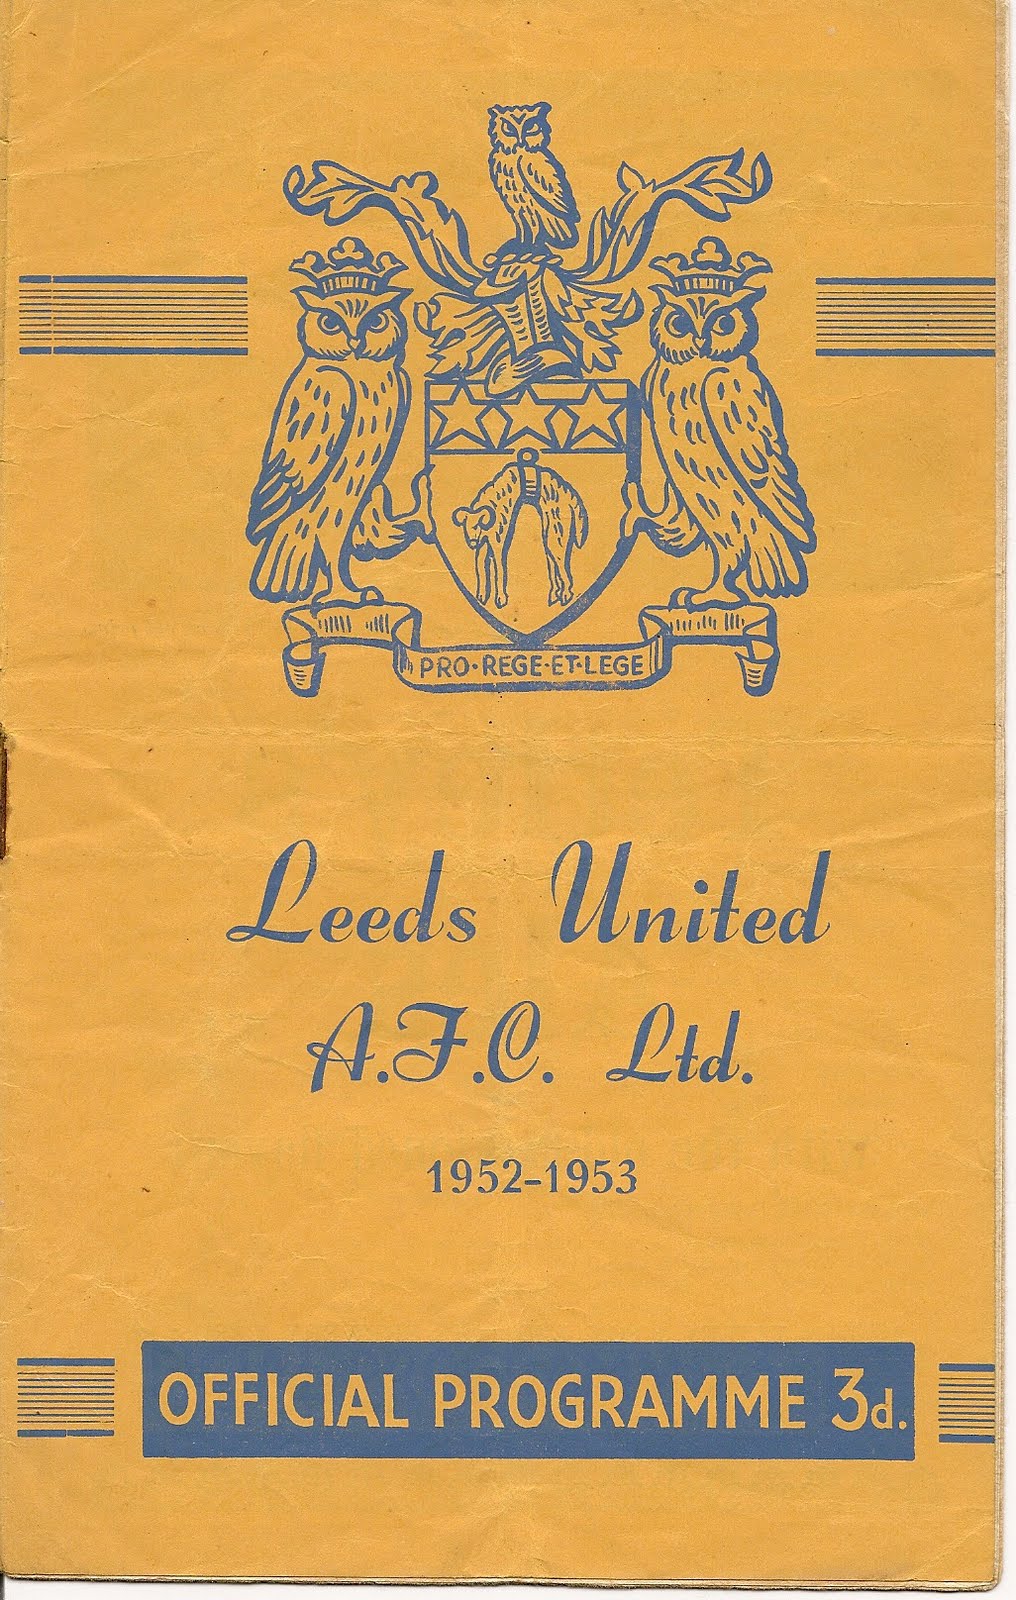 PRO·REGE·ET·LEGE
Leeds United
A.F.C. Ltd.
1952-1953
OFFICIAL PROGRAMME 3d.